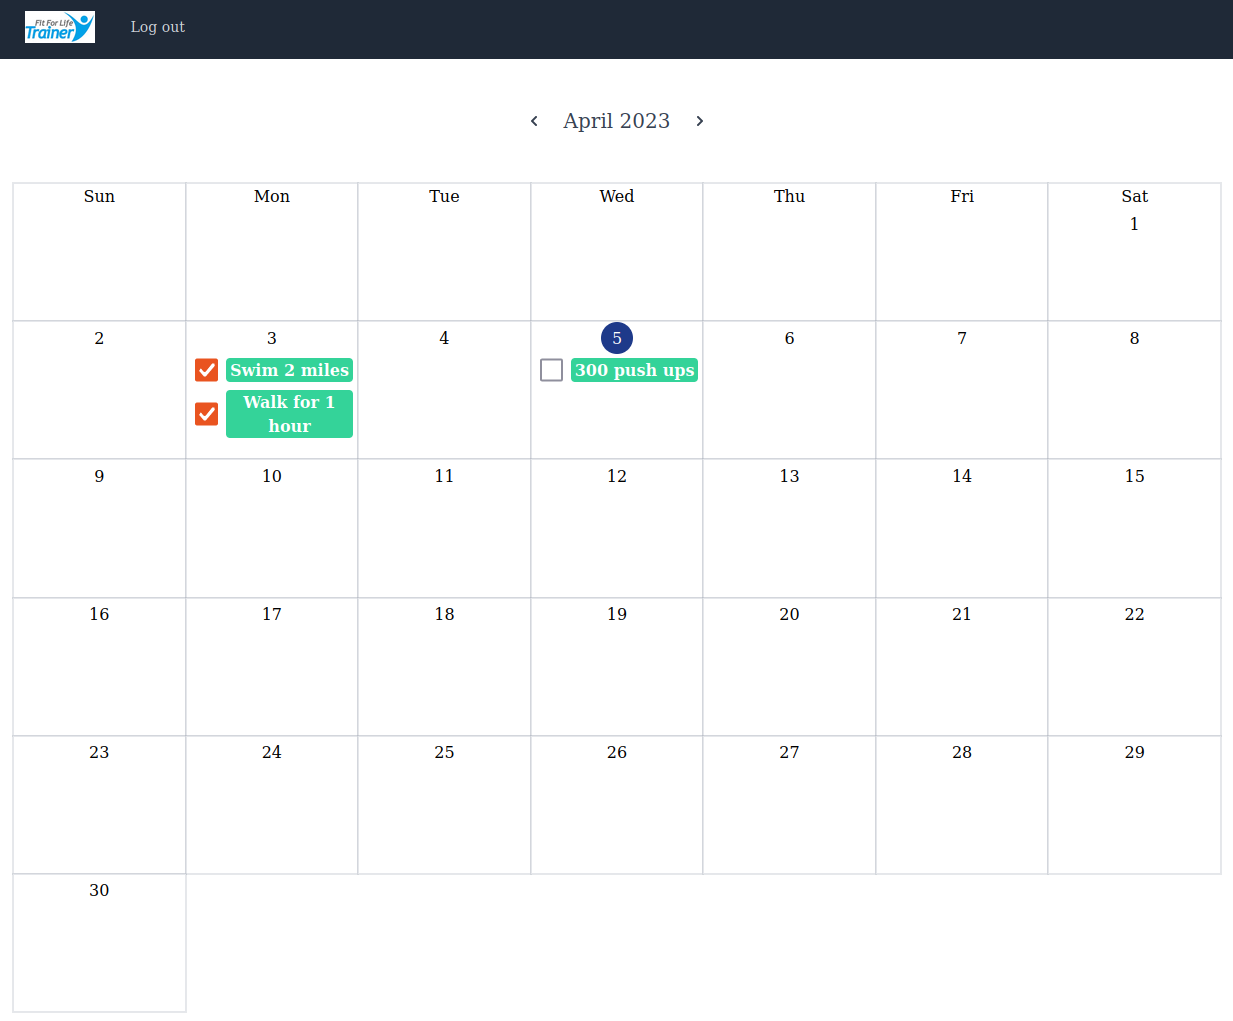 Fit For Life
Trainer
Log out
April 2023
Sun Mon Tue Wed Thu Fri Sat
1
2 3 4 5 6 7 8
Swim 2 miles 300 push ups
Walk for 1
hour
9 10 11 12 13 14 15
16 17 18 19 20 21 22
23 24 25 26 27 28 29
30